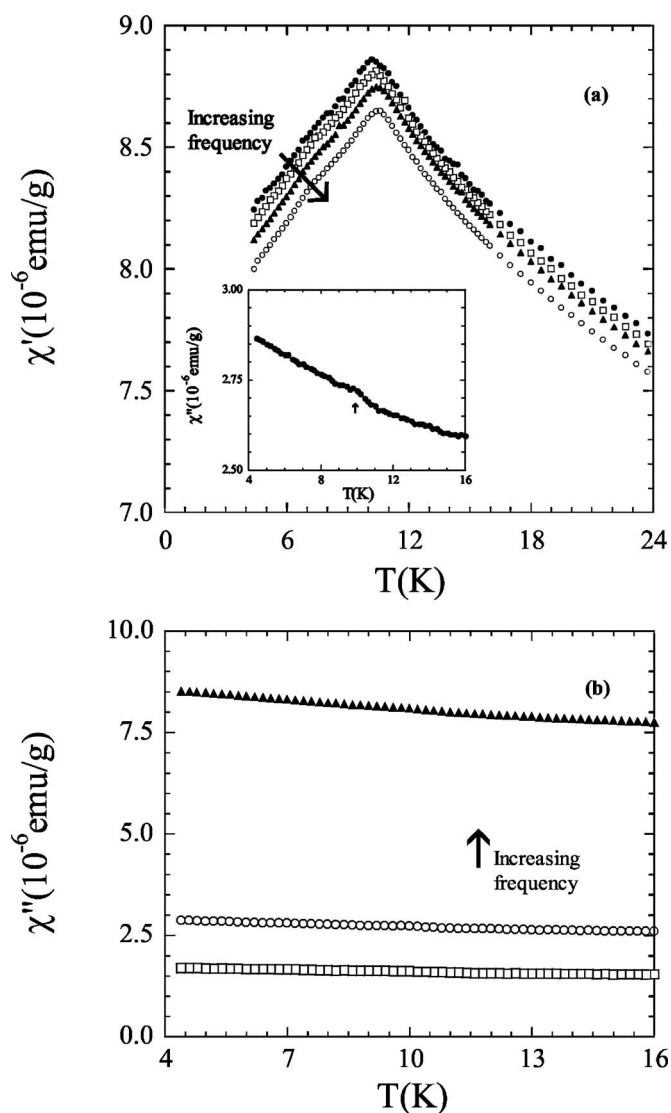 9.0
(a)
8.5
Increasing
frequency
8.0
7.5
7.0
χ'(10⁻⁶emu/g)
3.00
2.75
2.50
χ''(10⁻⁶emu/g)
4 8 12 16
T(K)
0 6 12 18 24
T(K)
10.0
(b)
7.5
5.0
Increasing
frequency
2.5
0.0
χ''(10⁻⁶emu/g)
4 7 10 13 16
T(K)